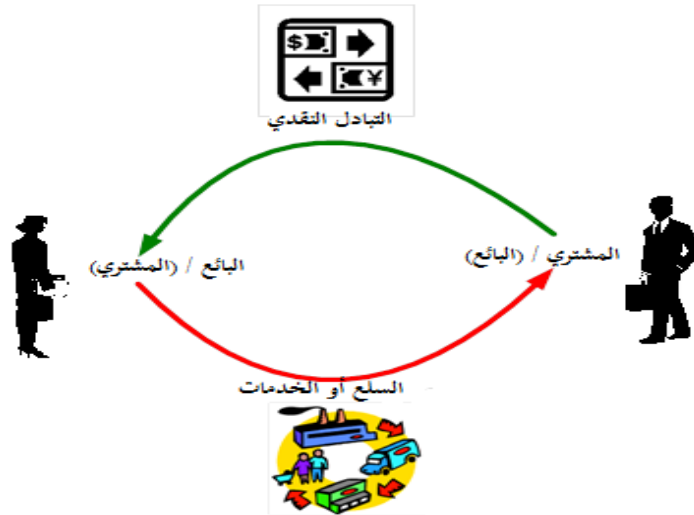 $ ¥
التبادل النقدي
المشتري / (البائع)
البائع / (المشتري)
السلع أو الخدمات